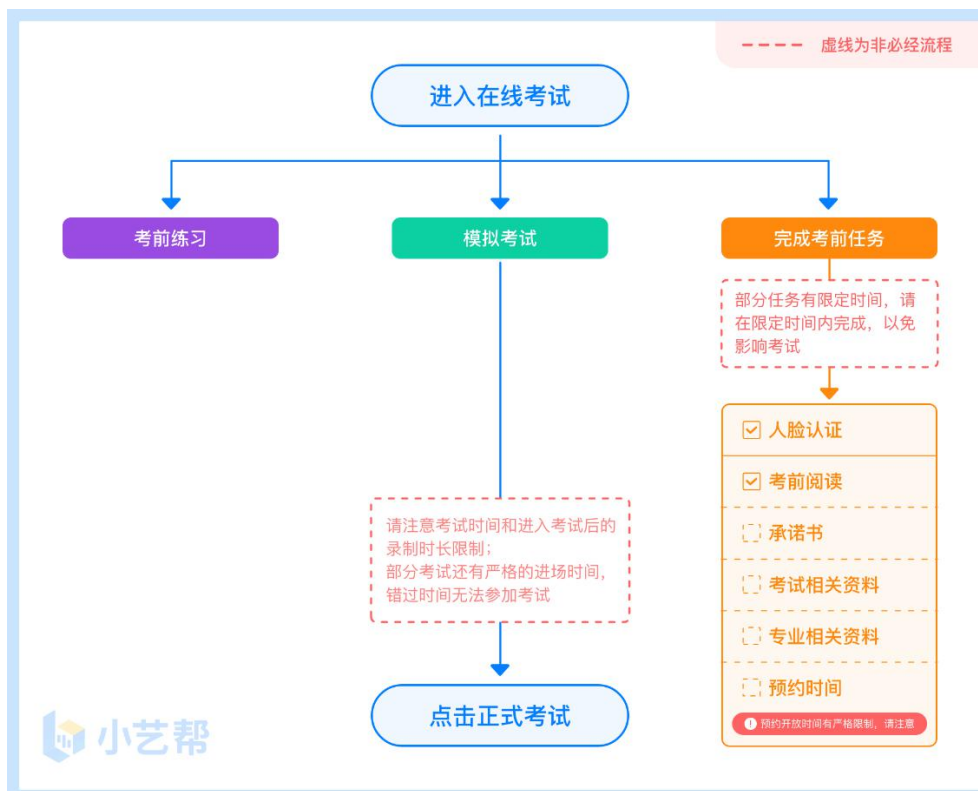 虚线为非必经流程
进入在线考试
考前练习
模拟考试
完成考前任务
部分任务有限定时间，请
在限定时间内完成，以免
影响考试
人脸认证
考前阅读
承诺书
考试相关资料
专业相关资料
预约时间
预约开放时间有严格限制，请注意
请注意考试时间和进入考试后的
录制时长限制；
部分考试还有严格的进场时间，
错过时间无法参加考试
点击正式考试
小艺帮